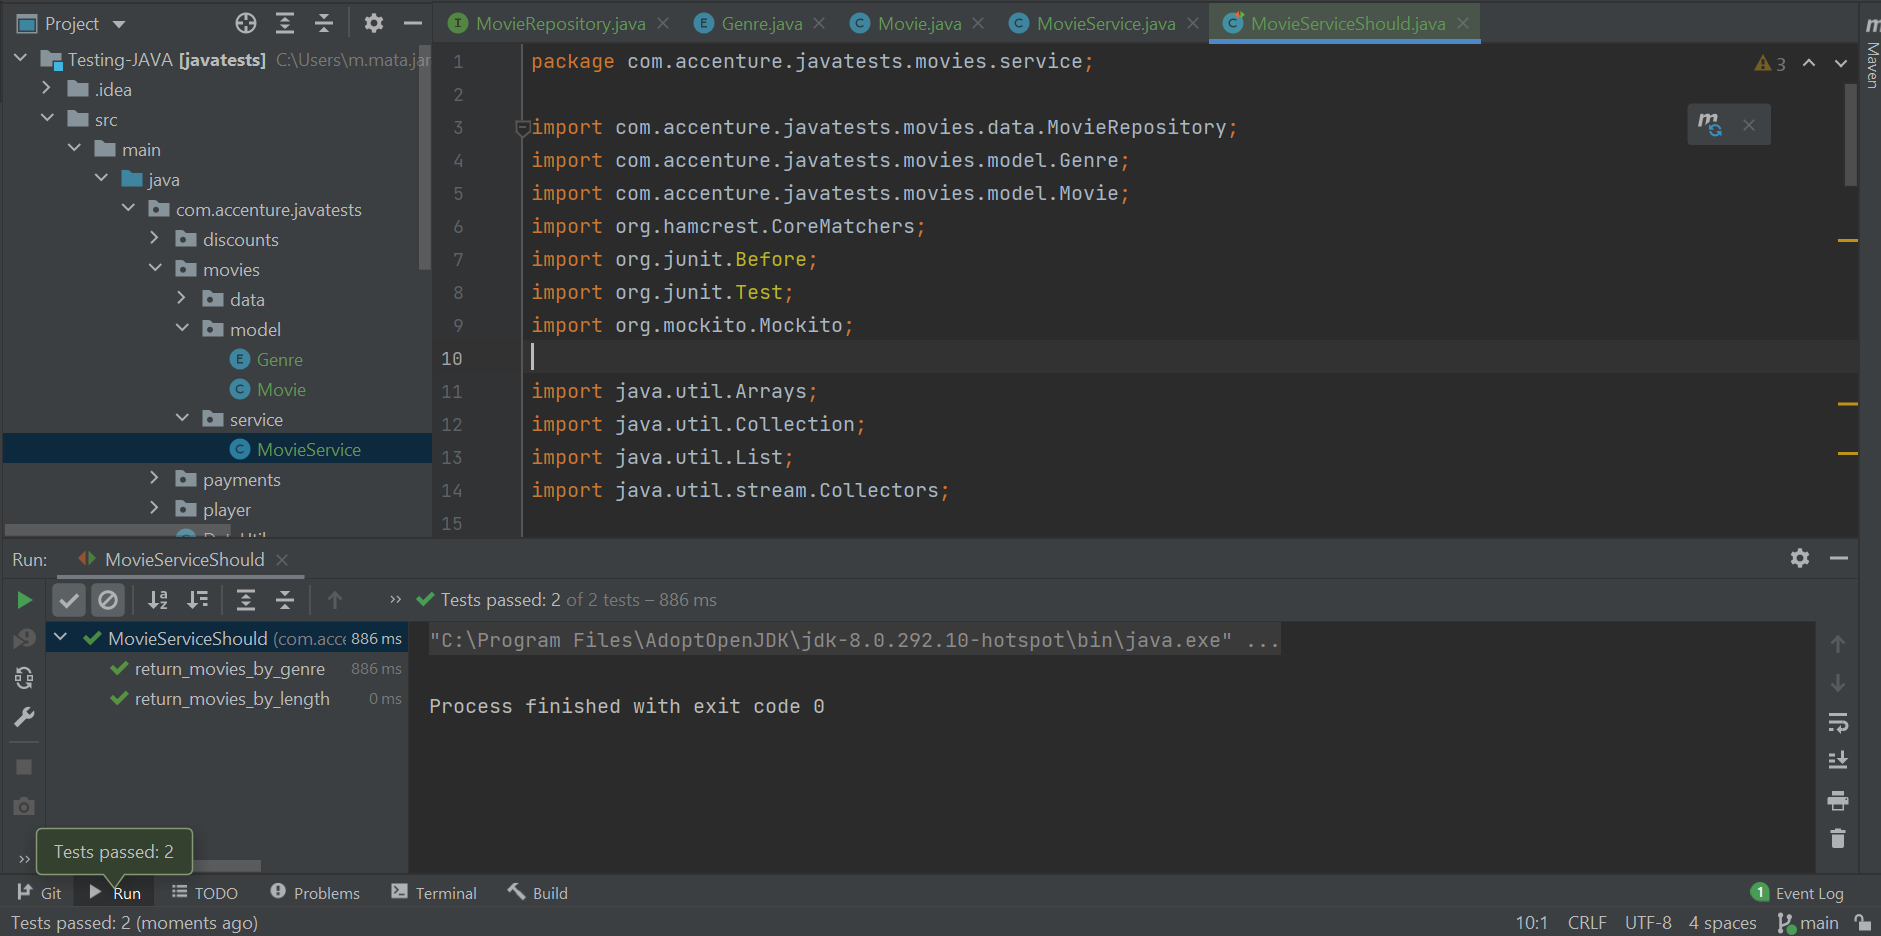 Project
MovieRepository.java
Genre.java
Movie.java
MovieService.java
MovieServiceShould.java
Maven
Testing-JAVA [javatests] C:\Users\m.mata.jar
.idea
src
main
java
com.accenture.javatests
discounts
movies
data
model
Genre
Movie
service
MovieService
payments
player
3
1 package com.accenture.javatests.movies.service;
2
3 import com.accenture.javatests.movies.data.MovieRepository;
4 import com.accenture.javatests.movies.model.Genre;
5 import com.accenture.javatests.movies.model.Movie;
6 import org.hamcrest.CoreMatchers;
7 import org.junit.Before;
8 import org.junit.Test;
9 import org.mockito.Mockito;
10
11 import java.util.Arrays;
12 import java.util.Collection;
13 import java.util.List;
14 import java.util.stream.Collectors;
15
Run: MovieServiceShould
Tests passed: 2 of 2 tests – 886 ms
MovieServiceShould (com.acce 886 ms
return_movies_by_genre 886 ms
return_movies_by_length 0 ms
"C:\Program Files\AdoptOpenJDK\jdk-8.0.292.10-hotspot\bin\java.exe" ...
Process finished with exit code 0
Tests passed: 2
Git Run TODO Problems Terminal Build 1 Event Log
Tests passed: 2 (moments ago) 10:1 CRLF UTF-8 4 spaces main